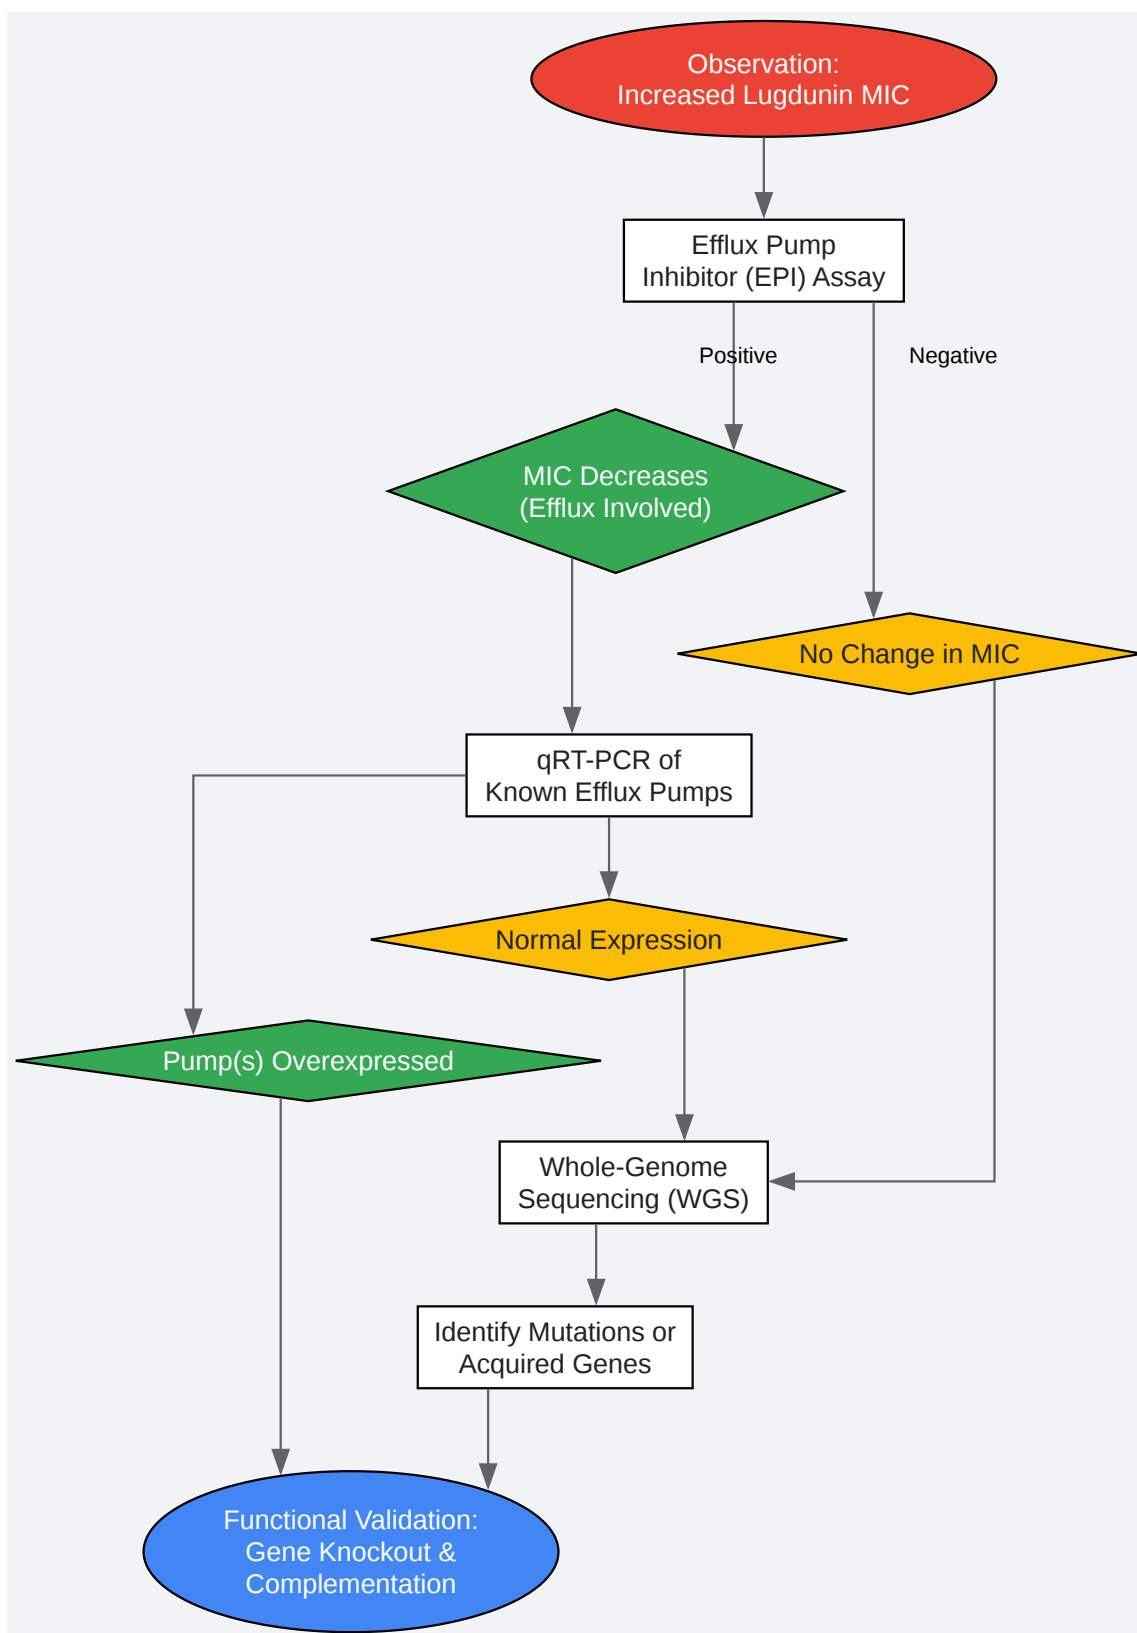 Observation:
Increased Lugdunin MIC
Efflux Pump
Inhibitor (EPI) Assay
Positive
Negative
MIC Decreases
(Efflux Involved)
No Change in MIC
qRT-PCR of
Known Efflux Pumps
Normal Expression
Pump(s) Overexpressed
Whole-Genome
Sequencing (WGS)
Identify Mutations or
Acquired Genes
Functional Validation:
Gene Knockout &
Complementation